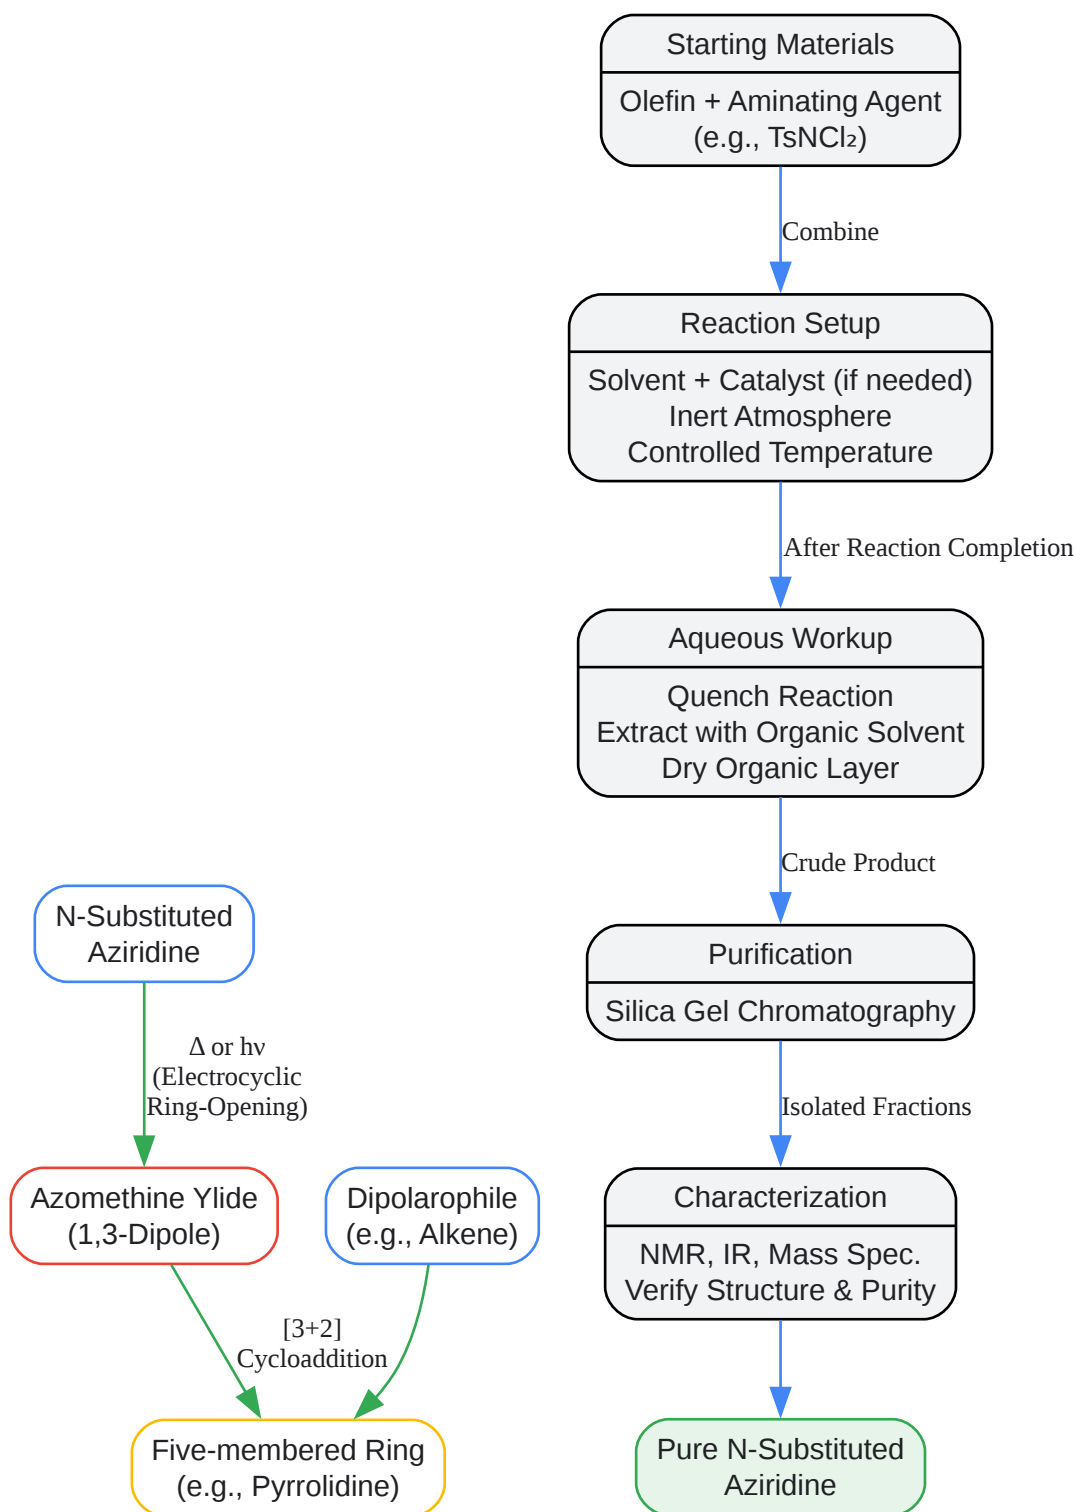 Starting Materials
Olefin + Aminating Agent
(e.g., TsNCl₂)
Combine
Reaction Setup
Solvent + Catalyst (if needed)
Inert Atmosphere
Controlled Temperature
After Reaction Completion
Aqueous Workup
Quench Reaction
Extract with Organic Solvent
Dry Organic Layer
Crude Product
Purification
Silica Gel Chromatography
Isolated Fractions
Characterization
NMR, IR, Mass Spec.
Verify Structure & Purity
Pure N-Substituted
Aziridine
N-Substituted
Aziridine
Δ or hν
(Electrocyclic
Ring-Opening)
Azomethine Ylide
(1,3-Dipole)
Dipolarophile
(e.g., Alkene)
[3+2]
Cycloaddition
Five-membered Ring
(e.g., Pyrrolidine)